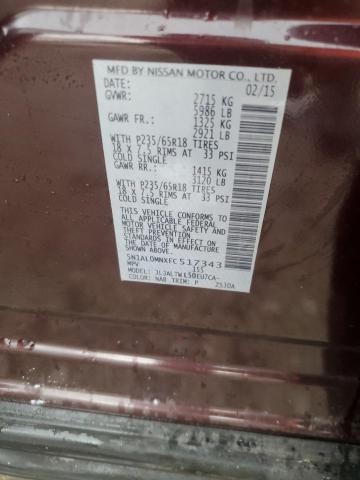 MFD BY NISSAN MOTOR CO., LTD.
DATE: 02/15
GVWR: 2715 KG
5986 LB
GAWR FR.: 1325 KG
2921 LB
WITH P235/65R18 TIRES
18 X 7.5 RIMS AT 33 PSI
COLD SINGLE
GAWR RR.: 1415 KG
3120 LB
WITH P235/65R18 TIRES
18 X 7.5 RIMS AT 33 PSI
COLD SINGLE
THIS VEHICLE CONFORMS TO
ALL APPLICABLE FEDERAL
MOTOR VEHICLE SAFETY
AND THEFT PREVENTION
STANDARDS IN EFFECT ON THE
DATE OF MANUFACTURE SHOWN
ABOVE.
5N1AL0MNXFC517343
MPV 155
MODEL:
COLOR: NAB TRIM: P 2530A